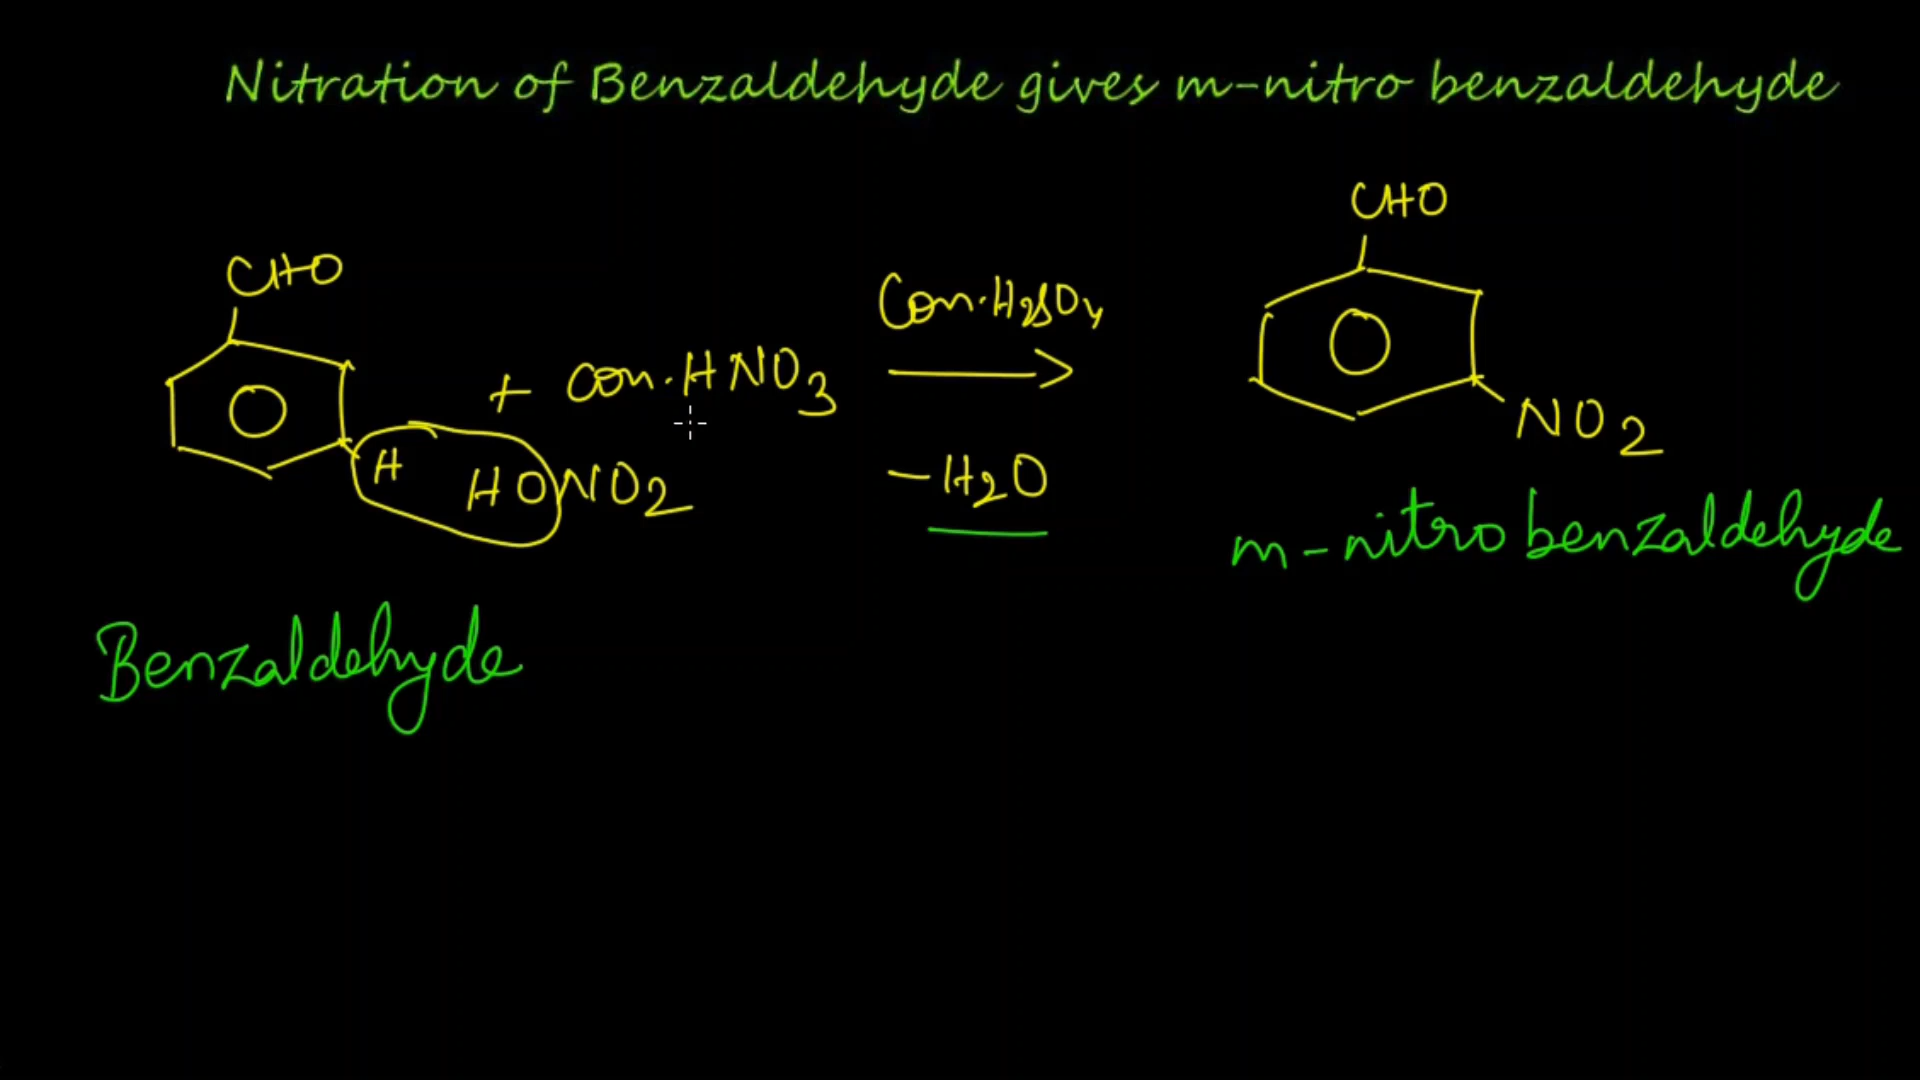 Nitration of Benzaldehyde gives m-nitro benzaldehyde
CHO
+ con.HNO3
H HONO2
Con.H2SO4
-H2O
CHO
NO2
m-nitro benzaldehyde
Benzaldehyde